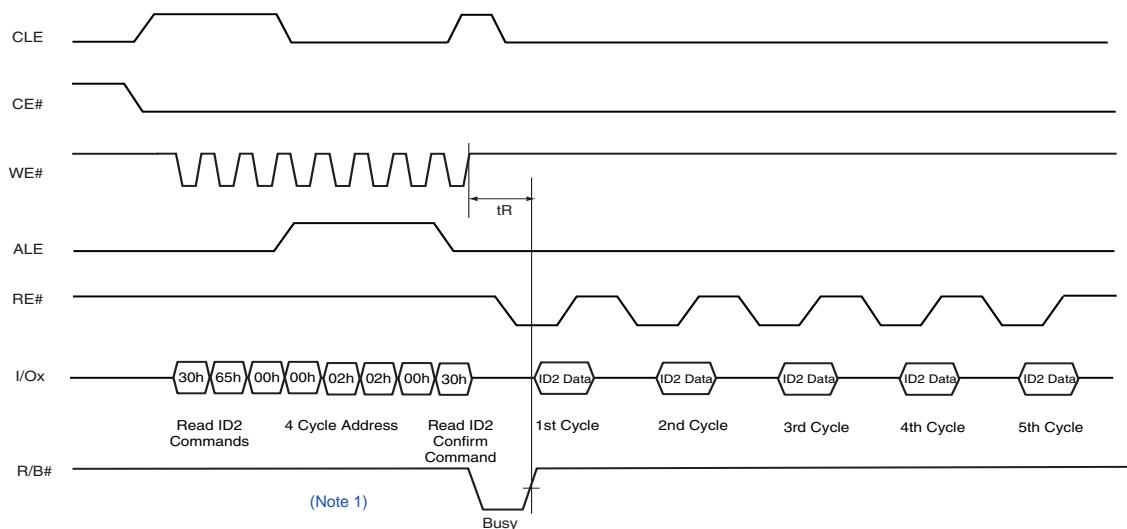 CLE
CE#
WE#
tR
ALE
RE#
I/Ox
30h 65h 00h 00h 02h 02h 00h 30h ID2 Data ID2 Data ID2 Data ID2 Data ID2 Data
Read ID2
Commands
4 Cycle Address
Read ID2
Confirm
Command
1st Cycle
2nd Cycle
3rd Cycle
4th Cycle
5th Cycle
R/B#
(Note 1)
Busy